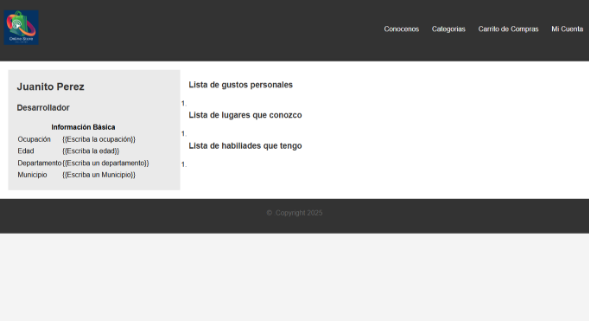 Conocenos Categorias Carrito de Compras Mi Cuenta
Juanito Perez
Desarrollador
Información Básica
Ocupación {{Escriba la ocupación}}
Edad {{Escriba la edad}}
Departamento {{Escriba un departamento}}
Municipio {{Escriba un Municipio}}
Lista de gustos personales
1.
Lista de lugares que conozco
1.
Lista de habiliades que tengo
1.
© Copyright 2025